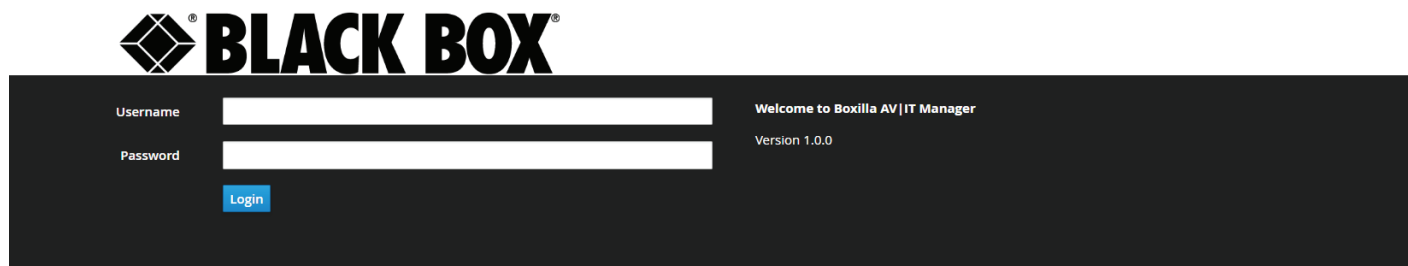 ® BLACK BOX®
Username
Welcome to Boxilla AV|IT Manager
Version 1.0.0
Password
Login